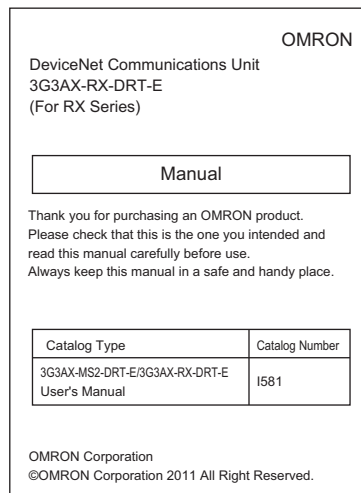 OMRON
DeviceNet Communications Unit
3G3AX-RX-DRT-E
(For RX Series)
Manual
Thank you for purchasing an OMRON product.
Please check that this is the one you intended and
read this manual carefully before use.
Always keep this manual in a safe and handy place.
Catalog Type Catalog Number
3G3AX-MS2-DRT-E/3G3AX-RX-DRT-E
User's Manual
I581
OMRON Corporation
©OMRON Corporation 2011 All Right Reserved.